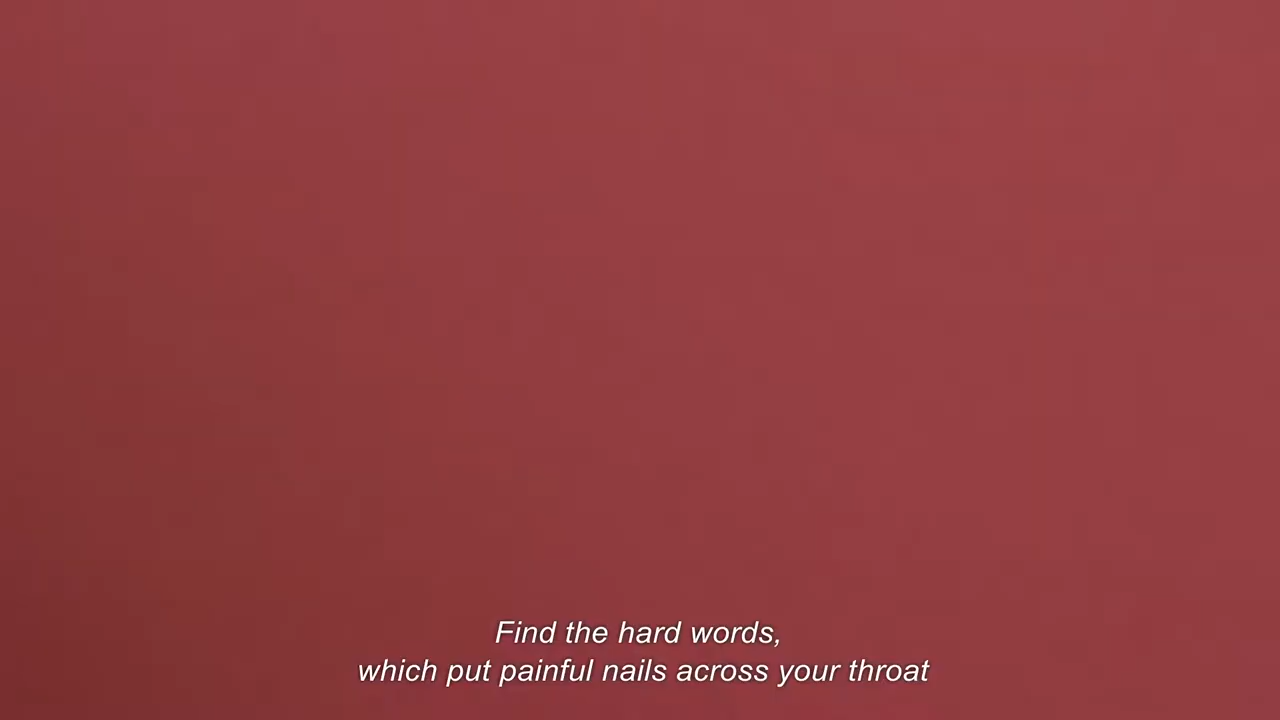 Find the hard words,
which put painful nails across your throat